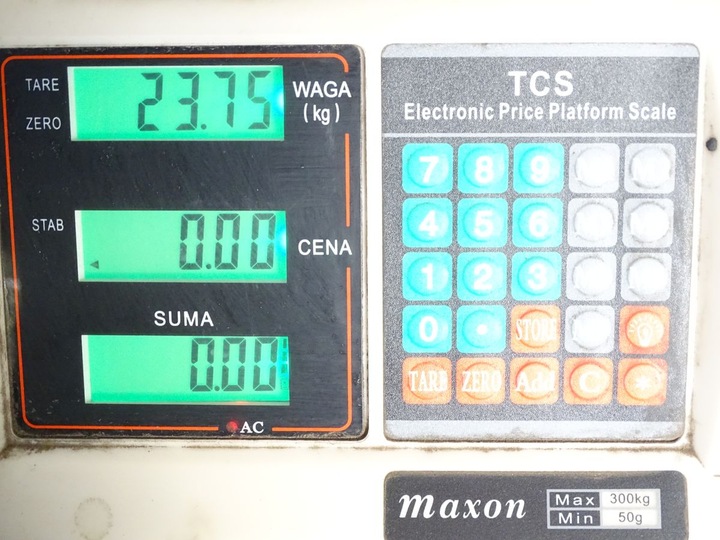 TARE
23.75
WAGA
(kg)
ZERO
STAB
0.00
CENA
SUMA
0.00
AC
TCS
Electronic Price Platform Scale
7 8 9
4 5 6
1 2 3
0 • STORE
TARE ZERO Add C *
maxon
Max 300kg
Min 50g